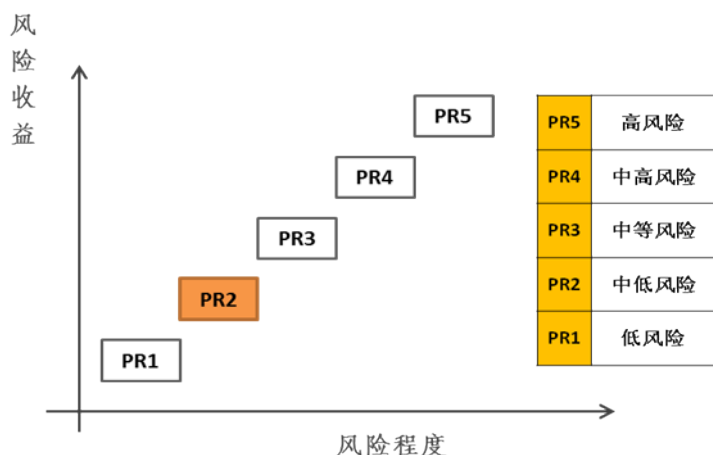 风险收益
PR5
PR4
PR3
PR2
PR1
风险程度
PR5 高风险
PR4 中高风险
PR3 中等风险
PR2 中低风险
PR1 低风险